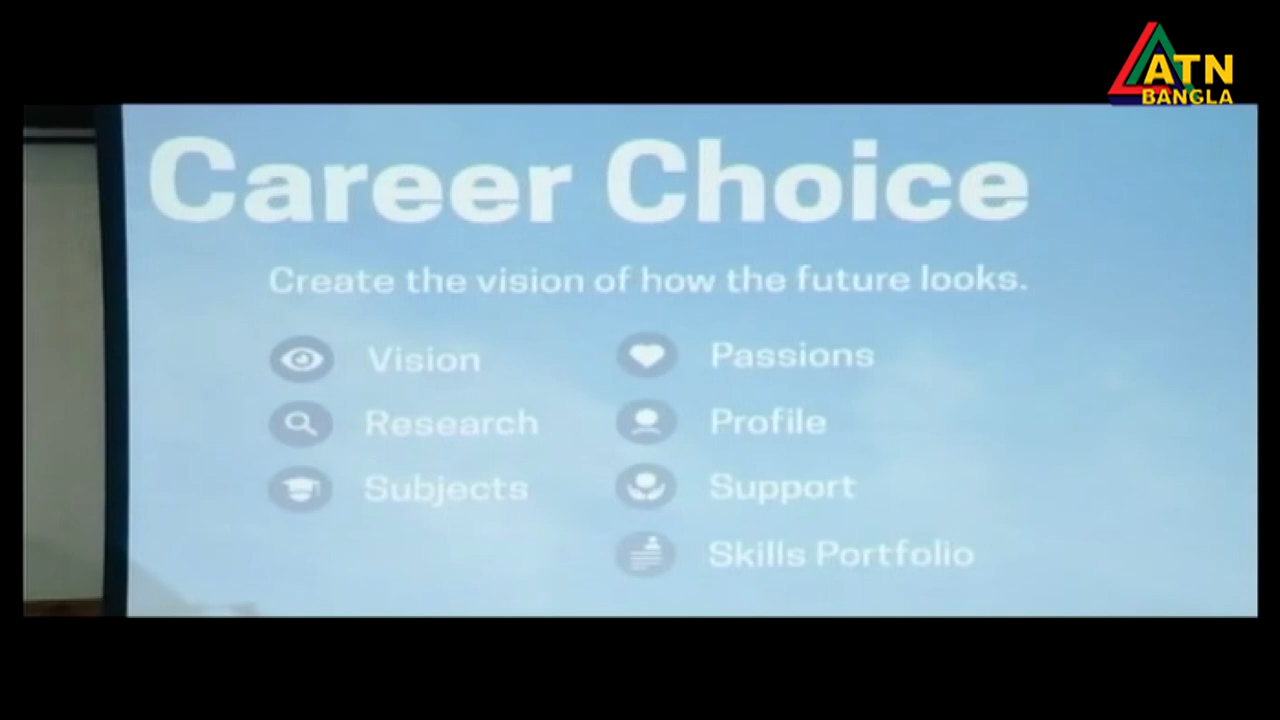 ATN
BANGLA
Career Choice
Create the vision of how the future looks.
Vision
Research
Subjects
Passions
Profile
Support
Skills Portfolio